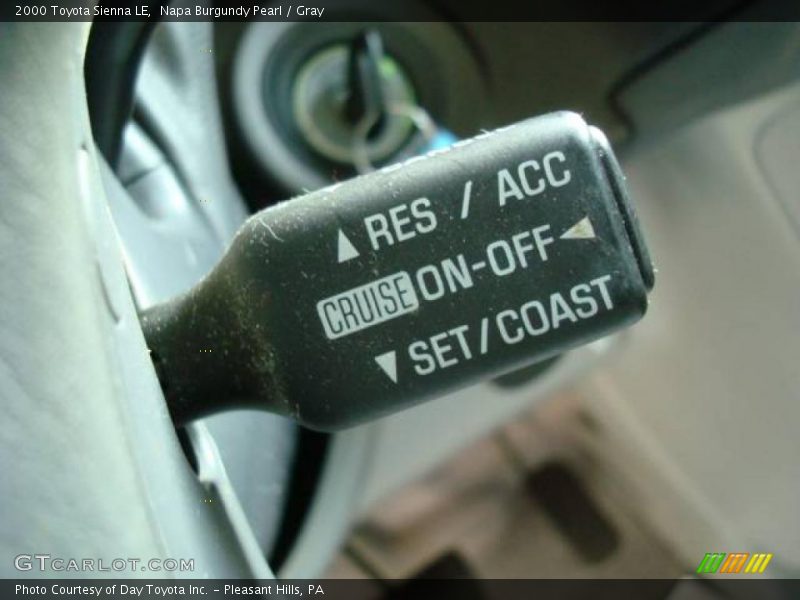 2000 Toyota Sienna LE, Napa Burgundy Pearl / Gray
▲ RES / ACC
CRUISE ON-OFF ◀
▼ SET/COAST
GTCARLOT.COM
Photo Courtesy of Day Toyota Inc. - Pleasant Hills, PA